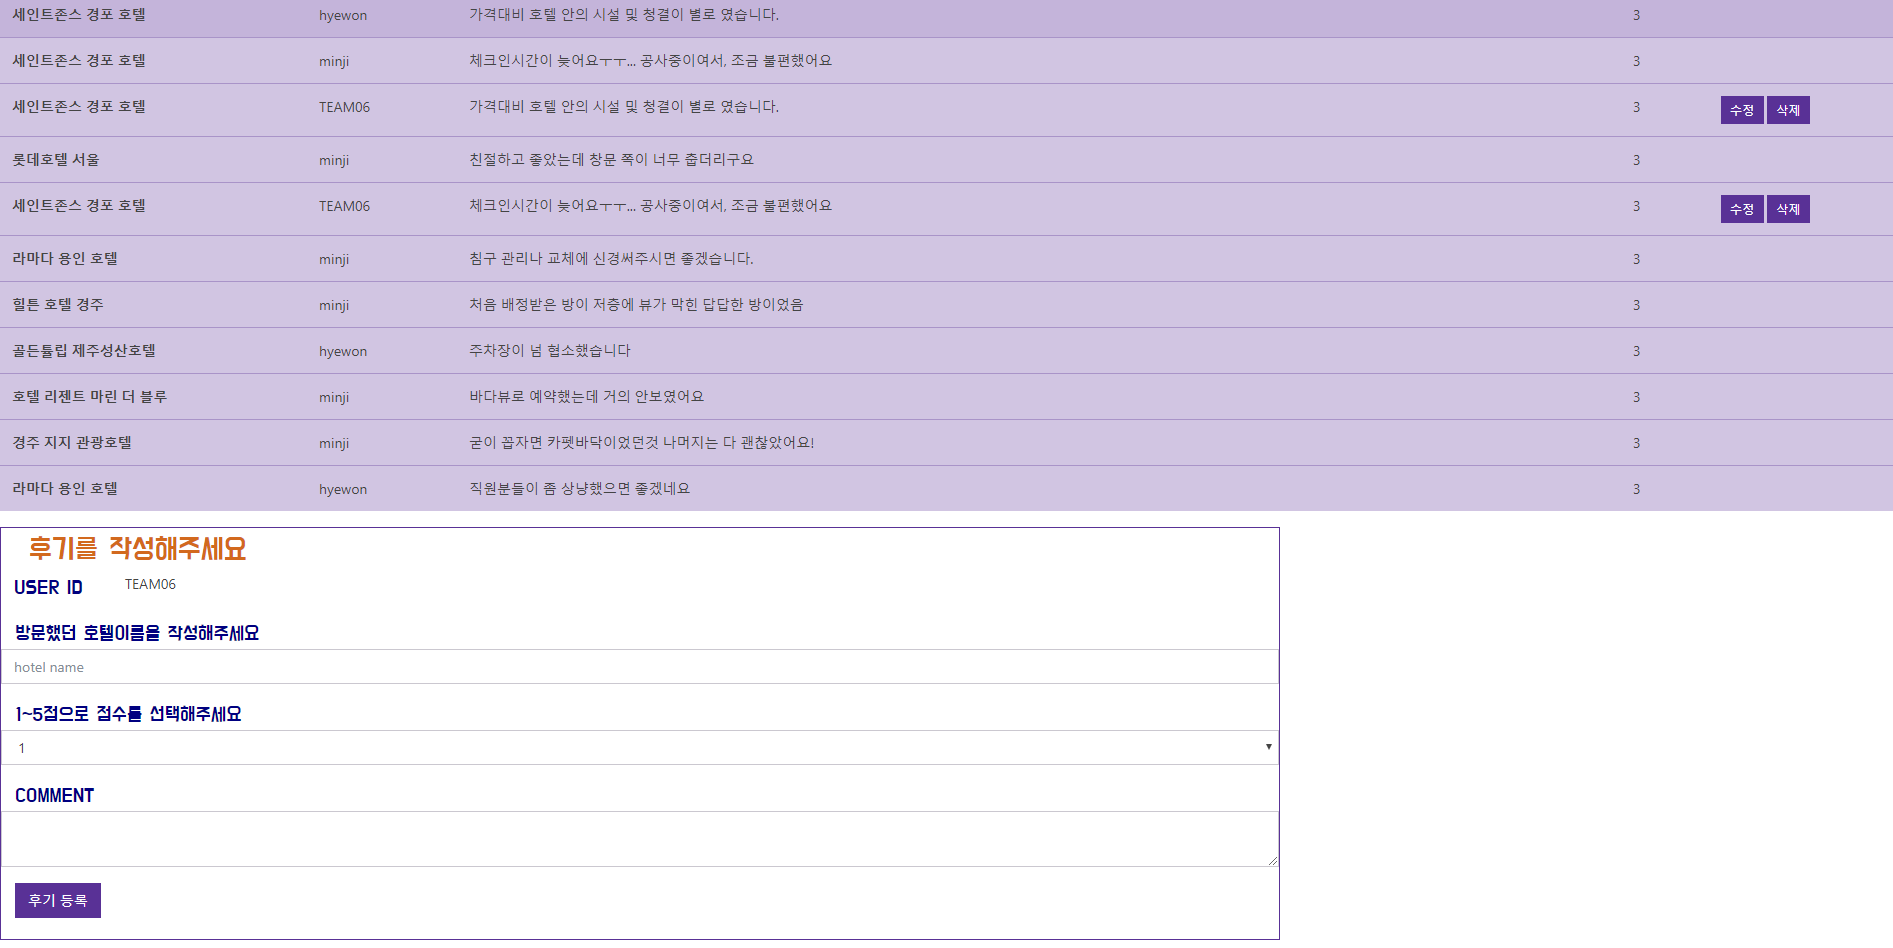 세인트존스 경포 호텔 hyewon 가격대비 호텔 안의 시설 및 청결이 별로 였습니다. 3
세인트존스 경포 호텔 minji 체크인시간이 늦어요ㅜㅜ... 공사중이여서, 조금 불편했어요 3
세인트존스 경포 호텔 TEAM06 가격대비 호텔 안의 시설 및 청결이 별로 였습니다. 3 수정 삭제
롯데호텔 서울 minji 친절하고 좋았는데 창문 쪽이 너무 춥더리구요 3
세인트존스 경포 호텔 TEAM06 체크인시간이 늦어요ㅜㅜ... 공사중이여서, 조금 불편했어요 3 수정 삭제
라마다 용인 호텔 minji 침구 관리나 교체에 신경써주시면 좋겠습니다. 3
힐튼 호텔 경주 minji 처음 배정받은 방이 저층에 뷰가 막힌 답답한 방이었음 3
골든튤립 제주성산호텔 hyewon 주차장이 넘 협소했습니다 3
호텔 리젠트 마린 더 블루 minji 바다뷰로 예약했는데 거의 안보였어요 3
경주 지지 관광호텔 minji 굳이 꼽자면 카펫바닥이었던것 나머지는 다 괜찮았어요! 3
라마다 용인 호텔 hyewon 직원분들이 좀 상냥했으면 좋겠네요 3
후기를 작성해주세요
USER ID TEAM06
방문했던 호텔이름을 작성해주세요
hotel name
1~5점으로 점수를 선택해주세요
1
COMMENT
후기 등록